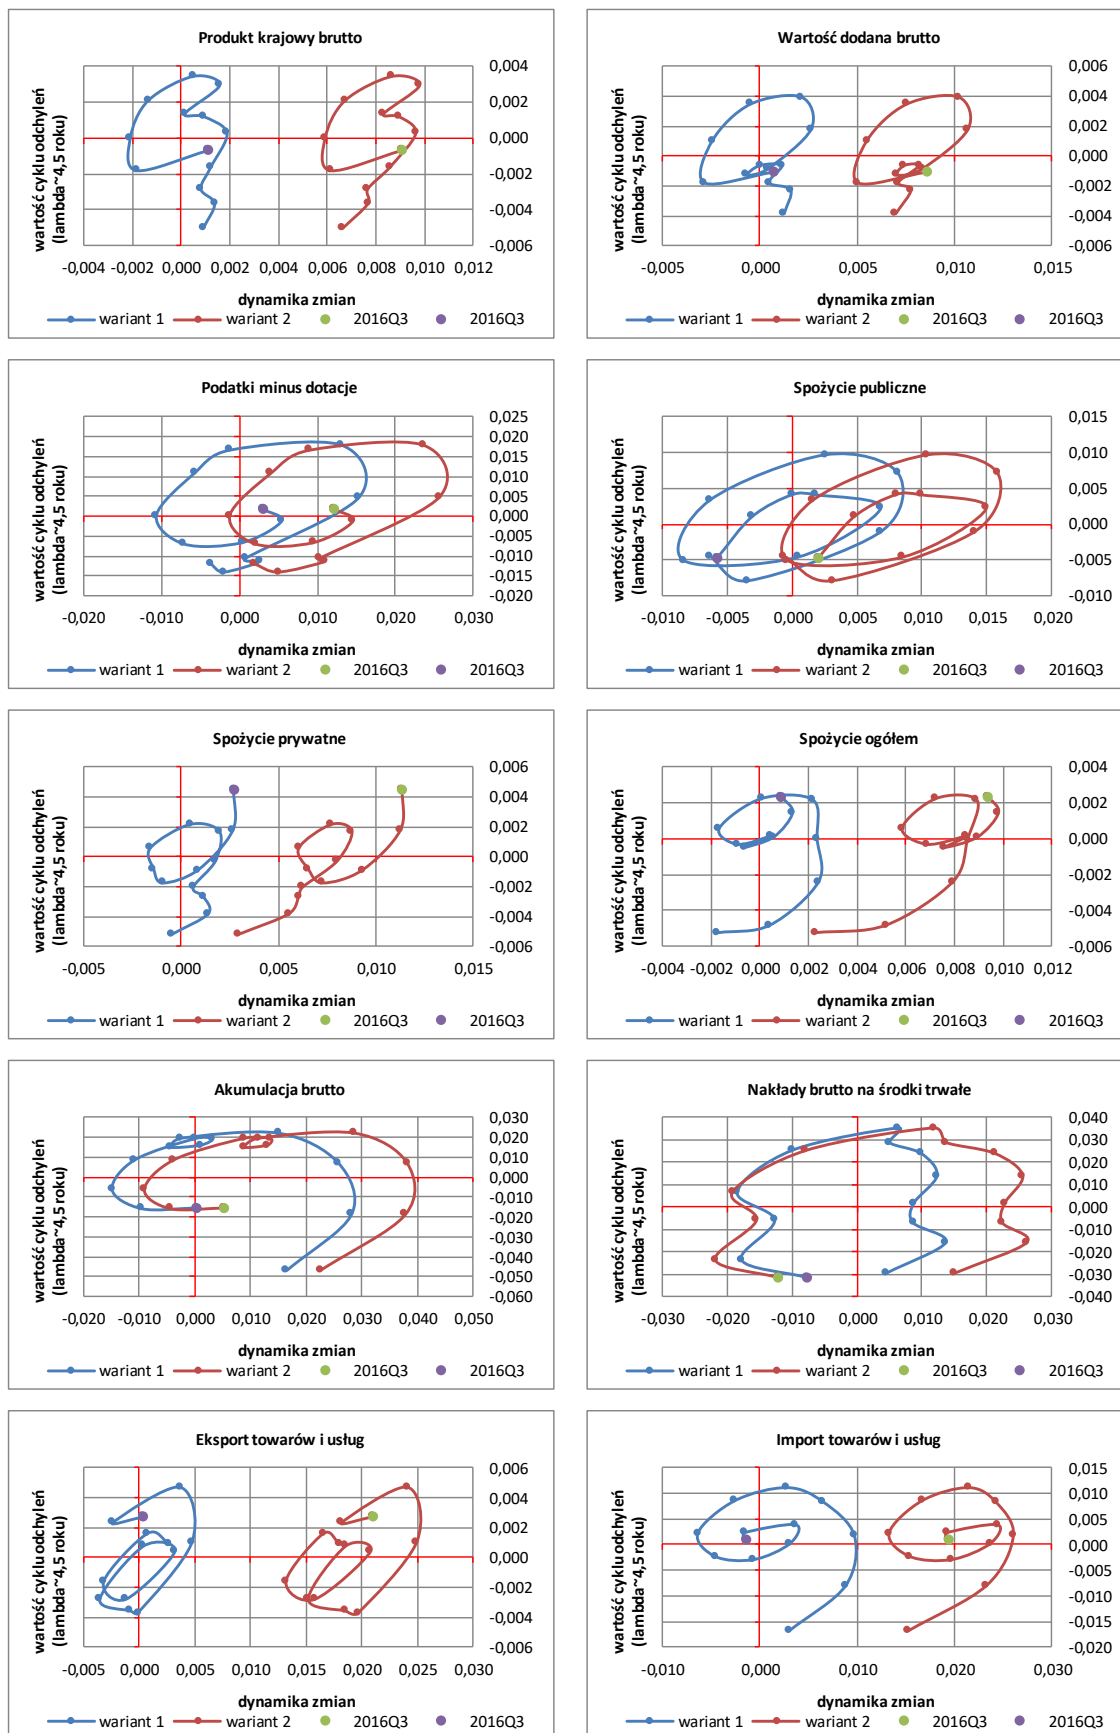 Produkt krajowy brutto
wartość cyklu odchyleń
(lambda~4,5 roku)
0,004
0,002
0,000
-0,002
-0,004
-0,006
-0,004 -0,002 0,000 0,002 0,004 0,006 0,008 0,010 0,012
dynamika zmian
wariant 1 wariant 2 2016Q3 2016Q3
Wartość dodana brutto
wartość cyklu odchyleń
(lambda~4,5 roku)
0,006
0,004
0,002
0,000
-0,002
-0,004
-0,006
-0,005 0,000 0,005 0,010 0,015
dynamika zmian
wariant 1 wariant 2 2016Q3 2016Q3
Podatki minus dotacje
wartość cyklu odchyleń
(lambda~4,5 roku)
0,025
0,020
0,015
0,010
0,005
0,000
-0,005
-0,010
-0,015
-0,020
-0,020 -0,010 0,000 0,010 0,020 0,030
dynamika zmian
wariant 1 wariant 2 2016Q3 2016Q3
Spożycie publiczne
wartość cyklu odchyleń
(lambda~4,5 roku)
0,015
0,010
0,005
0,000
-0,005
-0,010
-0,010 -0,005 0,000 0,005 0,010 0,015 0,020
dynamika zmian
wariant 1 wariant 2 2016Q3 2016Q3
Spożycie prywatne
wartość cyklu odchyleń
(lambda~4,5 roku)
0,006
0,004
0,002
0,000
-0,002
-0,004
-0,006
-0,005 0,000 0,005 0,010 0,015
dynamika zmian
wariant 1 wariant 2 2016Q3 2016Q3
Spożycie ogółem
wartość cyklu odchyleń
(lambda~4,5 roku)
0,004
0,002
0,000
-0,002
-0,004
-0,006
-0,004 -0,002 0,000 0,002 0,004 0,006 0,008 0,010 0,012
dynamika zmian
wariant 1 wariant 2 2016Q3 2016Q3
Akumulacja brutto
wartość cyklu odchyleń
(lambda~4,5 roku)
0,030
0,020
0,010
0,000
-0,010
-0,020
-0,030
-0,040
-0,050
-0,060
-0,020 -0,010 0,000 0,010 0,020 0,030 0,040 0,050
dynamika zmian
wariant 1 wariant 2 2016Q3 2016Q3
Nakłady brutto na środki trwałe
wartość cyklu odchyleń
(lambda~4,5 roku)
0,040
0,030
0,020
0,010
0,000
-0,010
-0,020
-0,030
-0,040
-0,030 -0,020 -0,010 0,000 0,010 0,020 0,030
dynamika zmian
wariant 1 wariant 2 2016Q3 2016Q3
Eksport towarów i usług
wartość cyklu odchyleń
(lambda~4,5 roku)
0,006
0,004
0,002
0,000
-0,002
-0,004
-0,006
-0,005 0,000 0,005 0,010 0,015 0,020 0,025 0,030
dynamika zmian
wariant 1 wariant 2 2016Q3 2016Q3
Import towarów i usług
wartość cyklu odchyleń
(lambda~4,5 roku)
0,015
0,010
0,005
0,000
-0,005
-0,010
-0,015
-0,020
-0,010 0,000 0,010 0,020 0,030
dynamika zmian
wariant 1 wariant 2 2016Q3 2016Q3